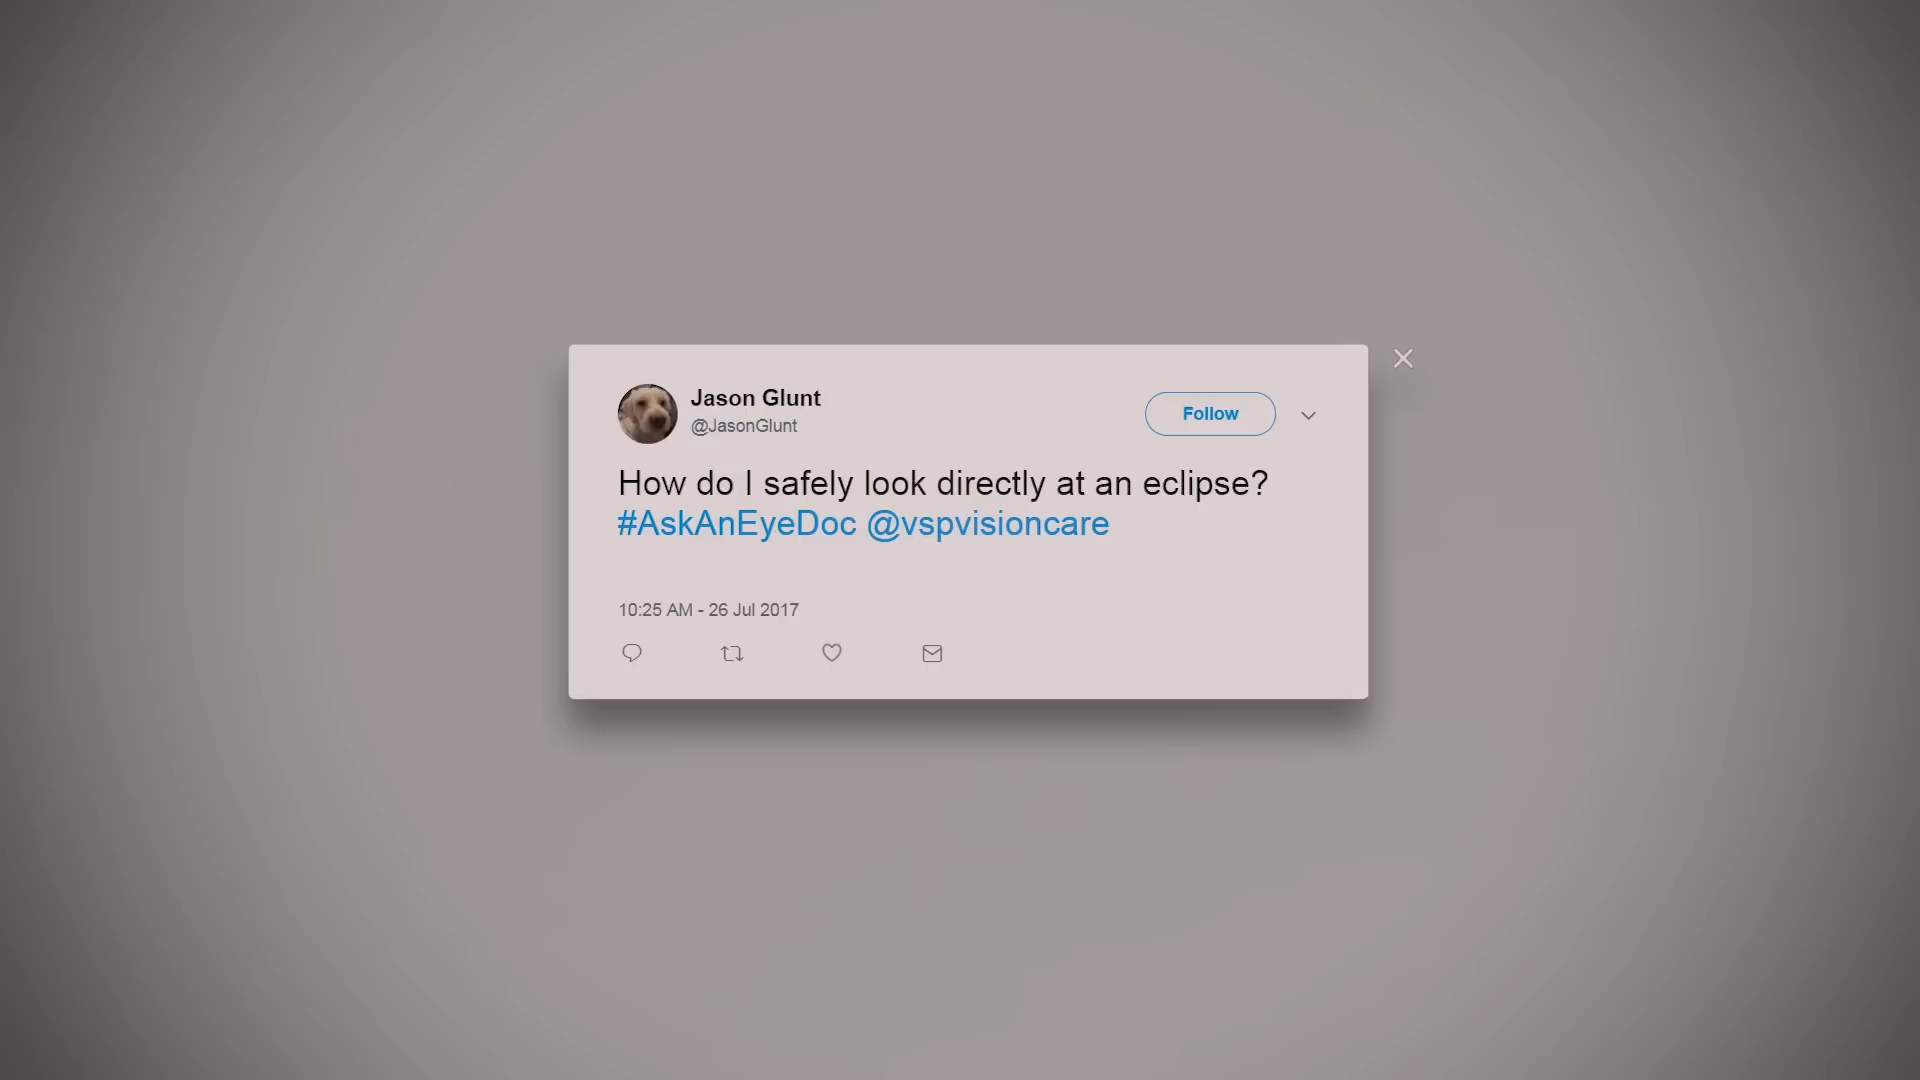 Jason Glunt
@JasonGlunt
Follow
How do I safely look directly at an eclipse?
#AskAnEyeDoc @vspvisioncare
10:25 AM - 26 Jul 2017